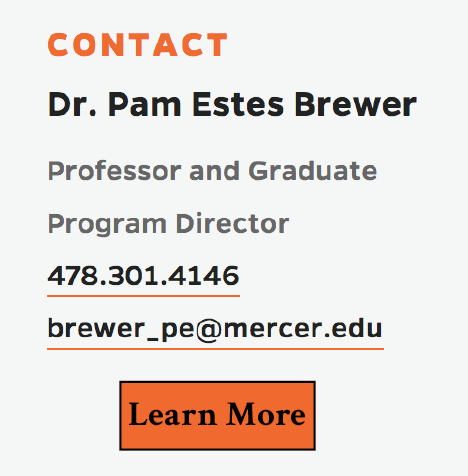 CONTACT
Dr. Pam Estes Brewer
Professor and Graduate
Program Director
478.301.4146
brewer_pe@mercer.edu
Learn More